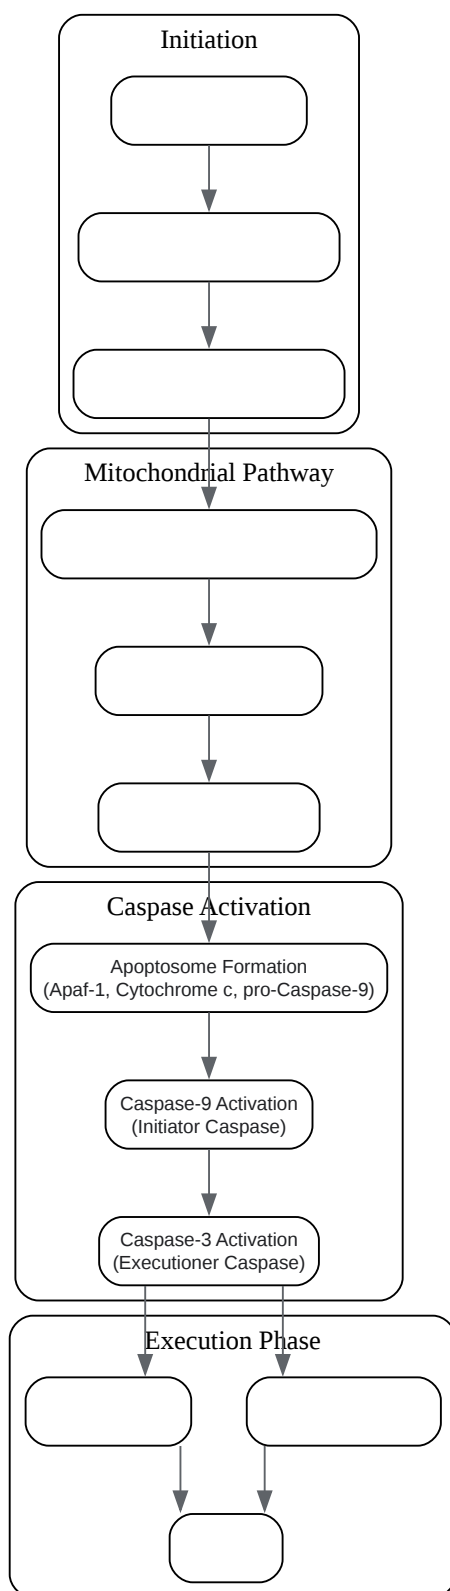 Initiation
Mitochondrial Pathway
Caspase Activation
Apoptosome Formation
(Apaf-1, Cytochrome c, pro-Caspase-9)
Caspase-9 Activation
(Initiator Caspase)
Caspase-3 Activation
(Executioner Caspase)
Execution Phase